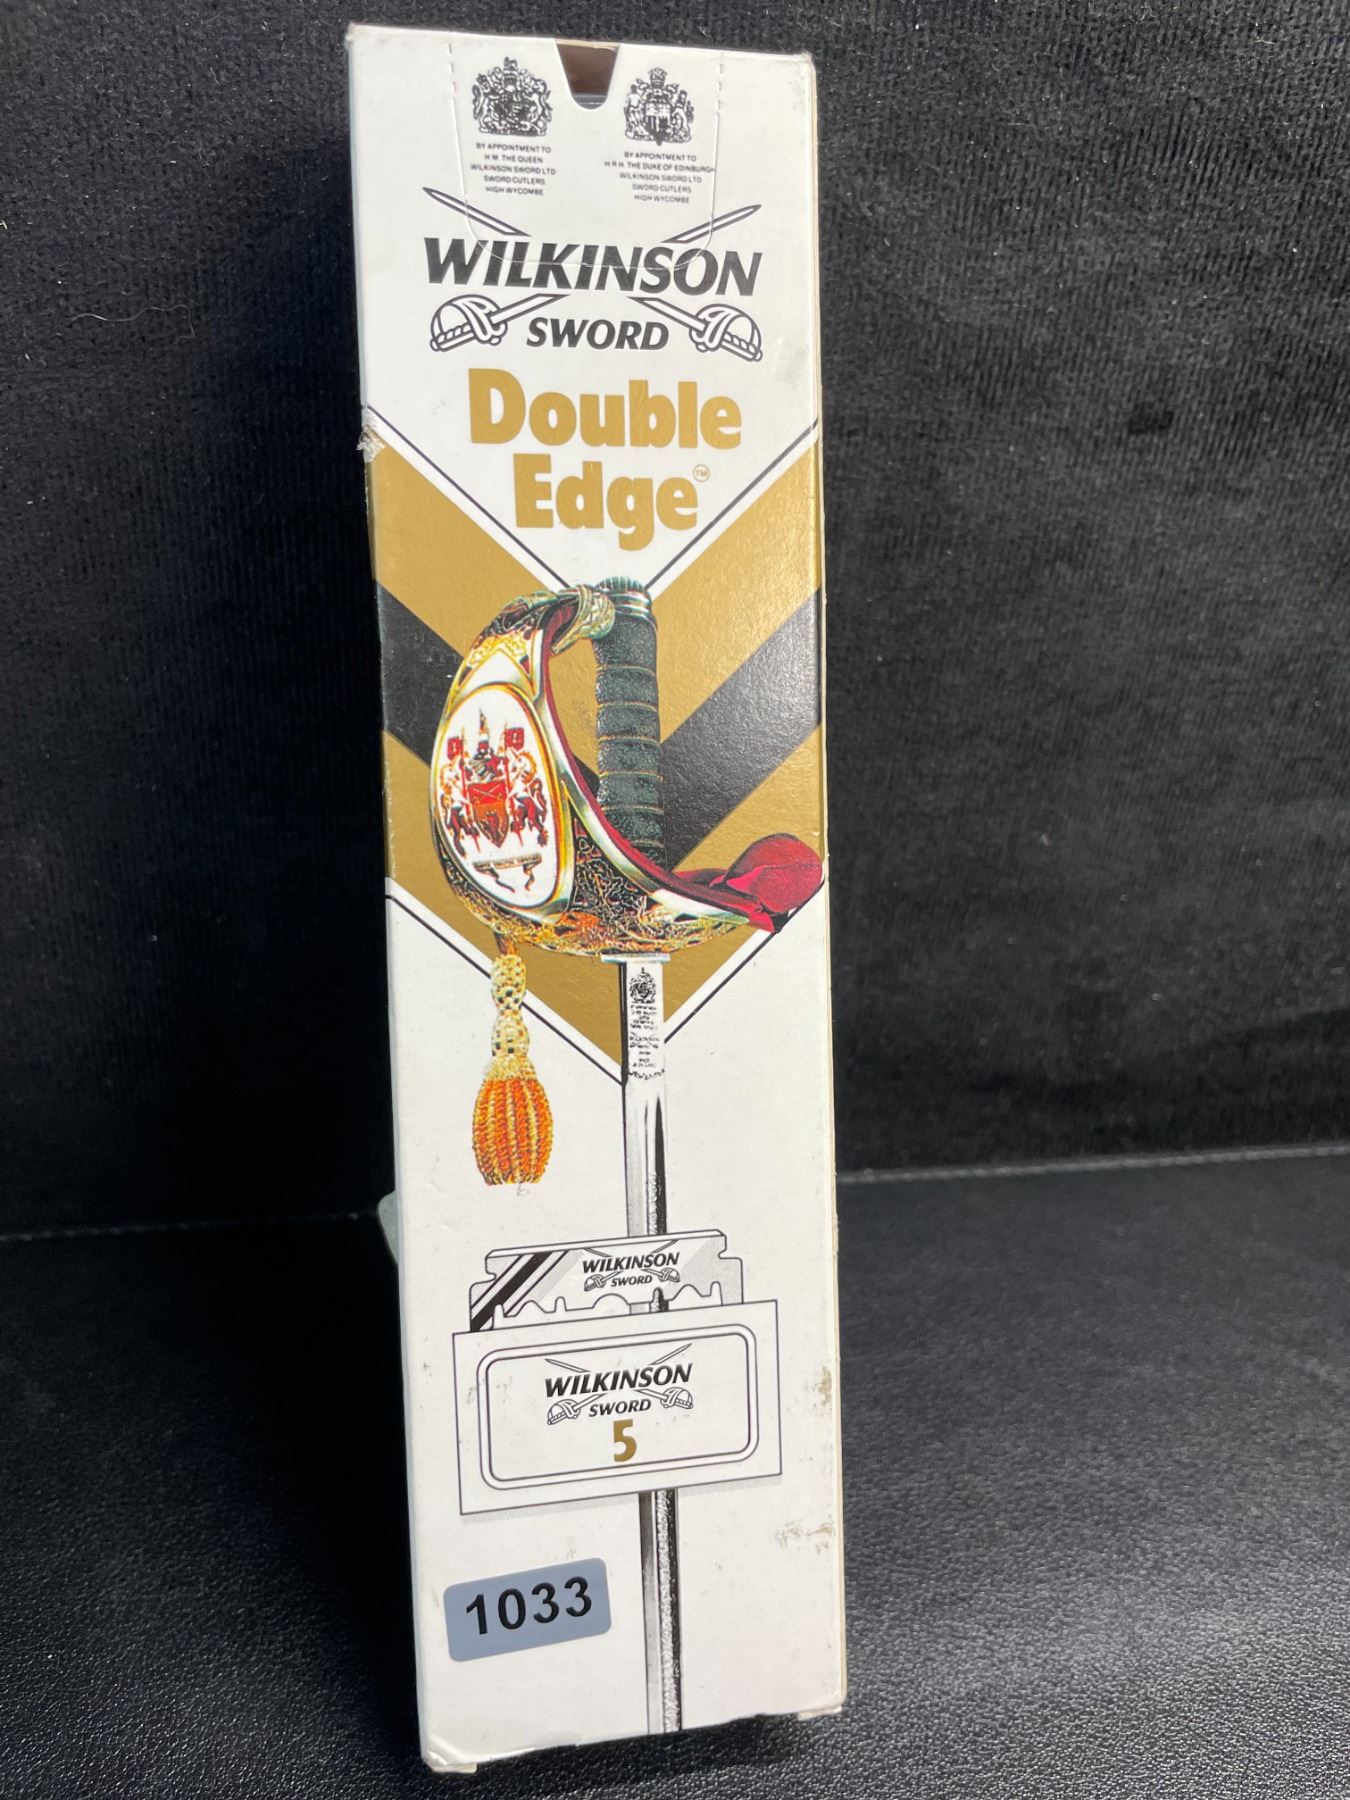 BY APPOINTMENT TO
H.M. THE QUEEN
WILKINSON SWORD LTD
SWORD CUTLERS
HIGH WYCOMBE
BY APPOINTMENT TO
H.R.H. THE DUKE OF EDINBURGH
WILKINSON SWORD LTD
SWORD CUTLERS
HIGH WYCOMBE
WILKINSON
SWORD
Double
Edge™
WILKINSON
WILKINSON
SWORD
WILKINSON
SWORD
5
1033